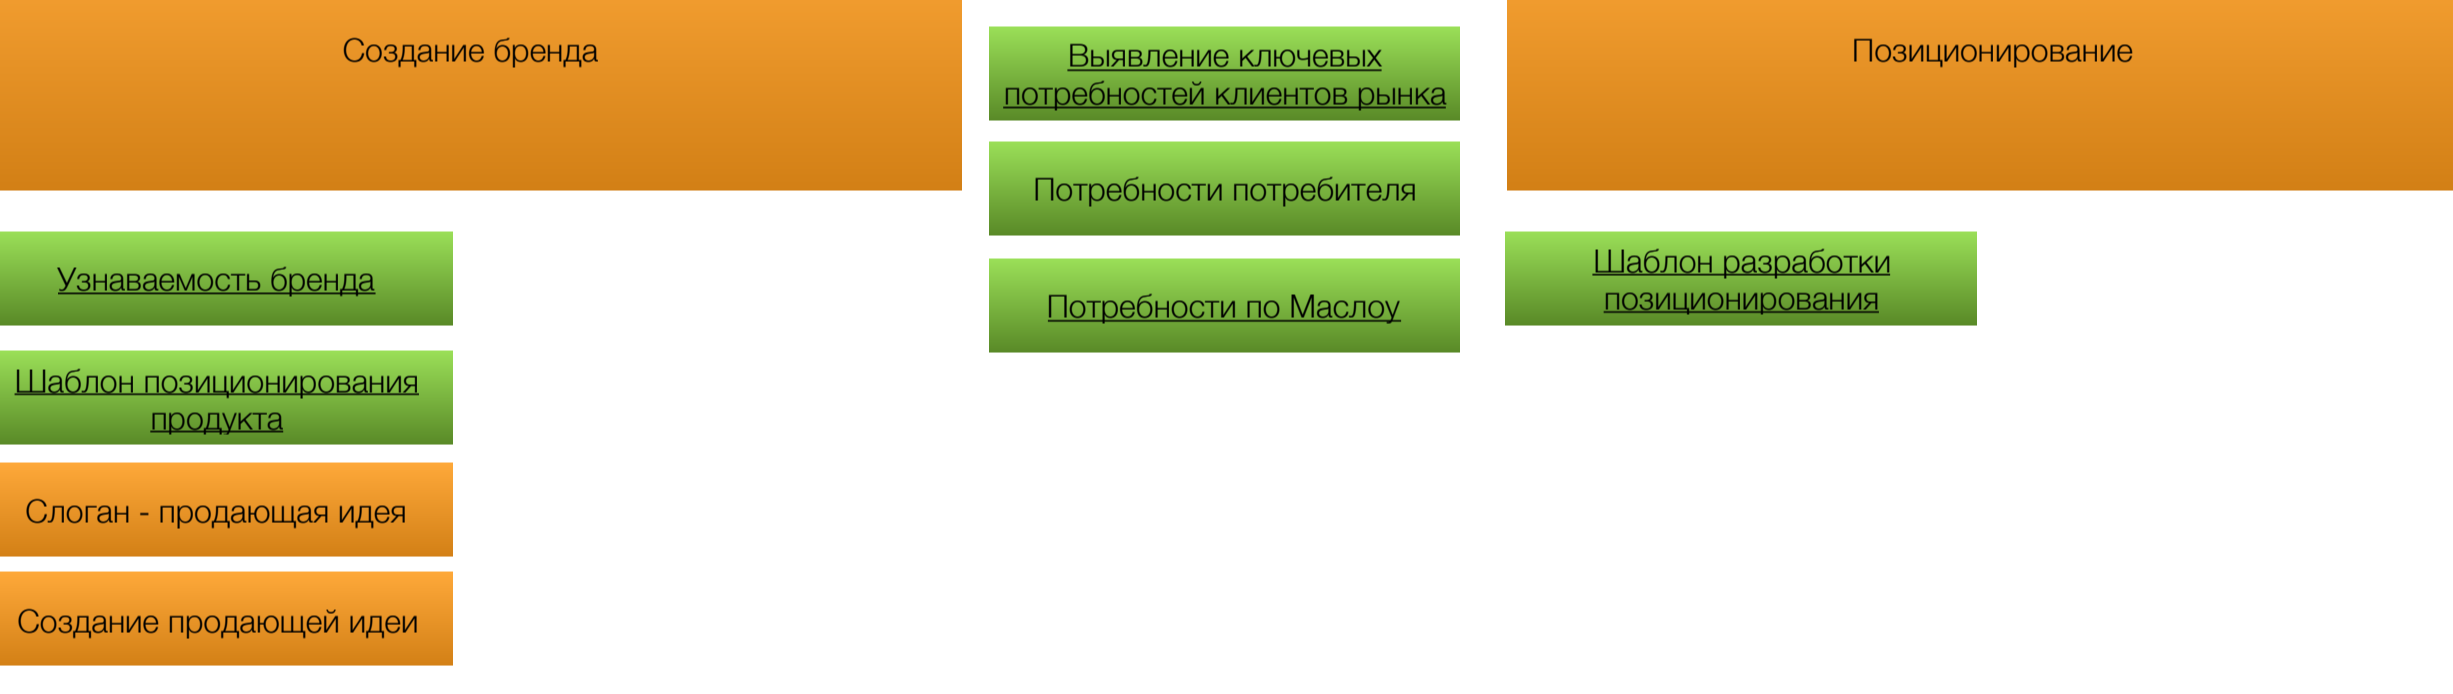 Создание бренда
Выявление ключевых
потребностей клиентов рынка
Потребности потребителя
Потребности по Маслоу
Позиционирование
Узнаваемость бренда
Шаблон позиционирования
продукта
Слоган - продающая идея
Создание продающей идеи
Шаблон разработки
позиционирования